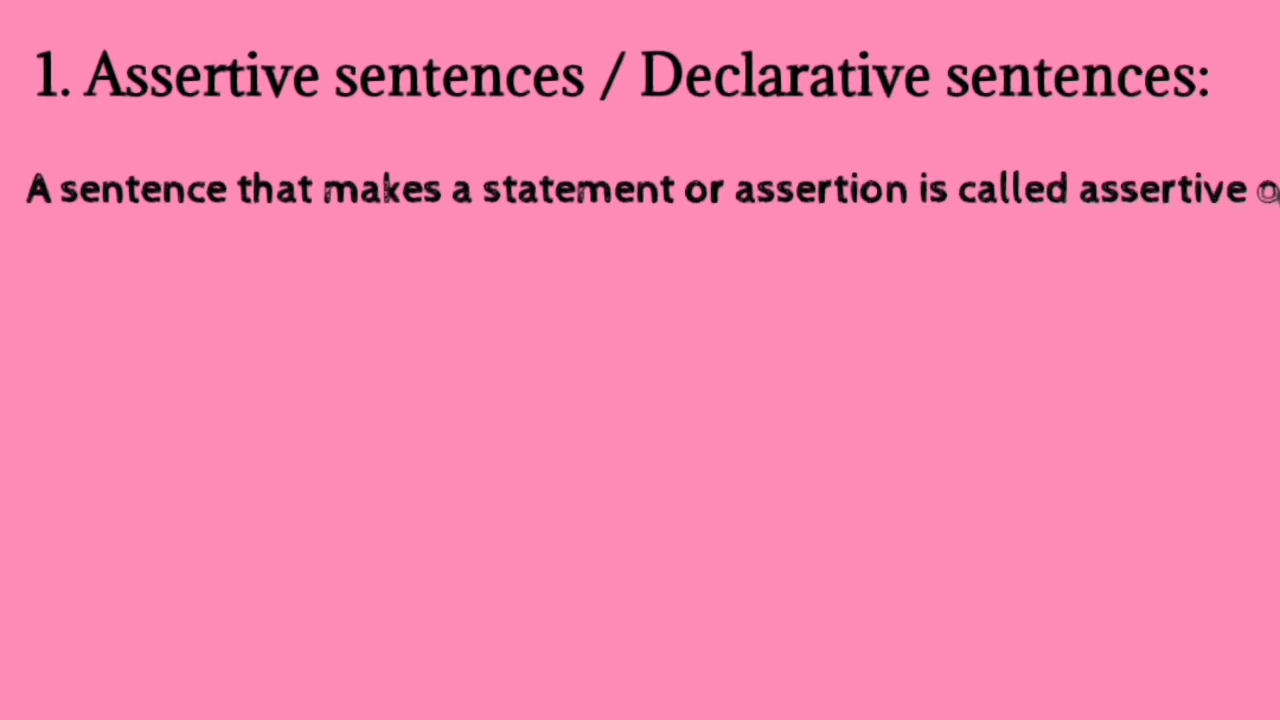 1. Assertive sentences / Declarative sentences:
A sentence that makes a statement or assertion is called assertive